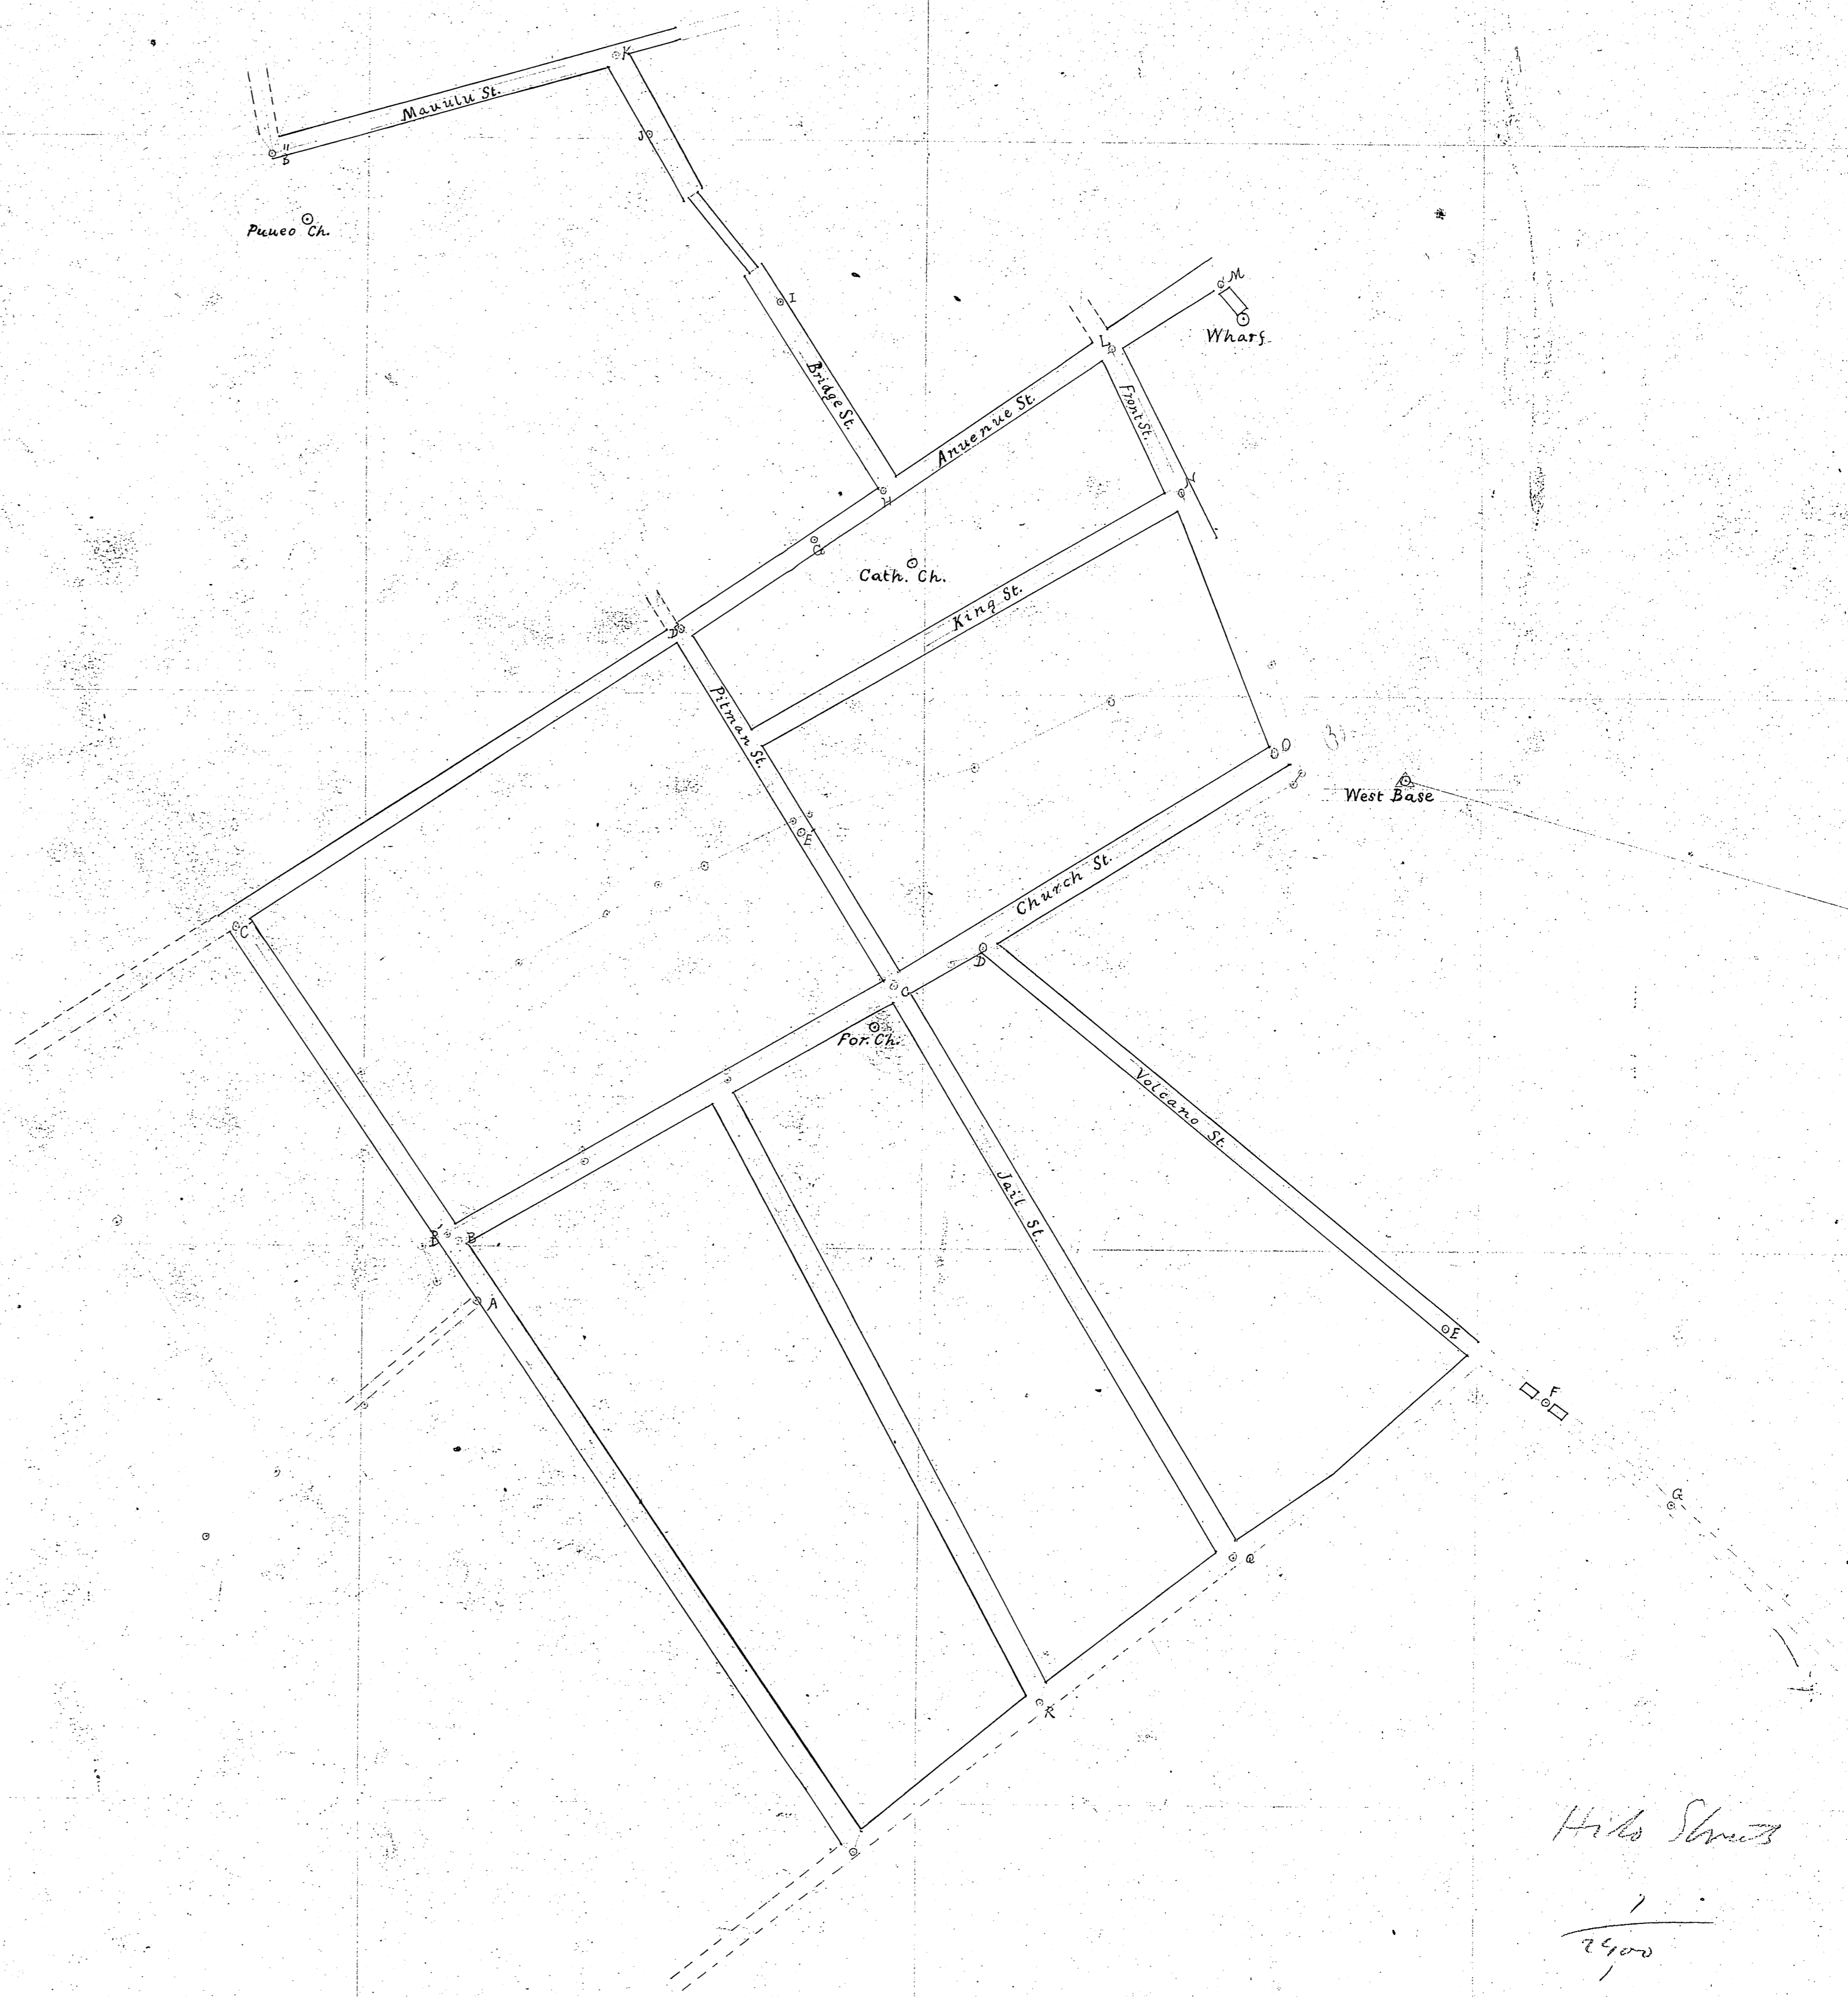 K
Mauulu St.
J
B"
Puueo Ch.
M
I
L
Wharf
Bridge St.
Front St.
Anuenue St.
H
G
Cath. Ch.
King St.
D
Pitman St.
O
West Base
E
Church St.
C
D
C
For. Ch.
Volcano St.
Jail St.
B
B
A
E
F
G
Q
R
Hilo Streets
1
2400